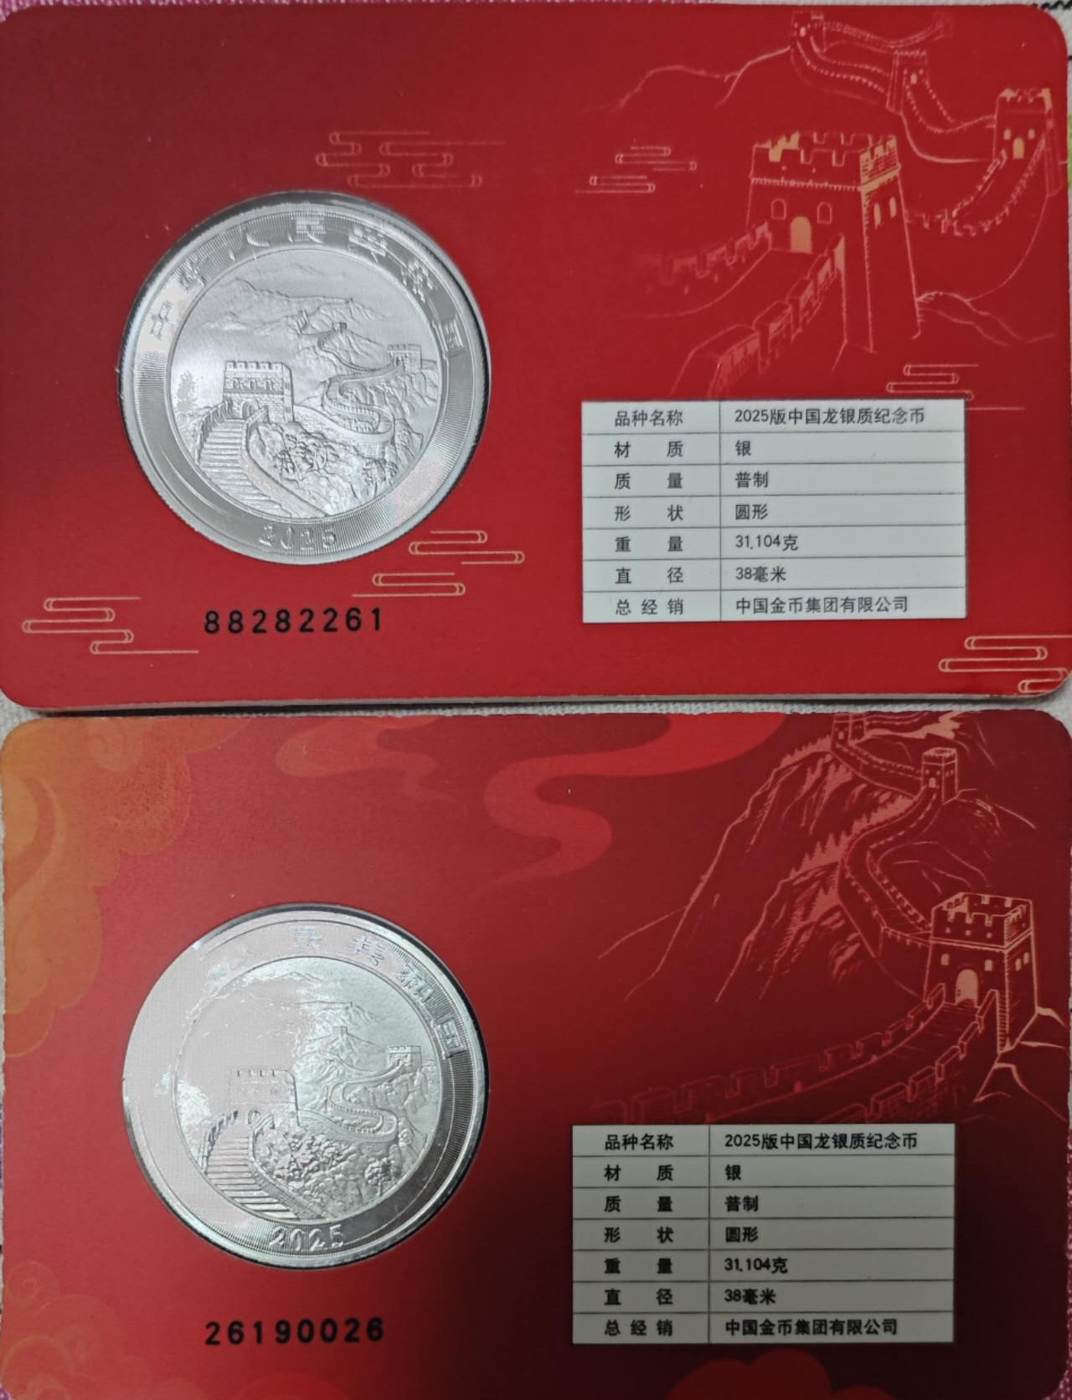 中华人民共和国
2025
88282261
品种名称 2025版中国龙银质纪念币
材质 银
质量 普制
形状 圆形
重量 31.104克
直径 38毫米
总经销 中国金币集团有限公司
民共和国
2025
26190026
品种名称 2025版中国龙银质纪念币
材质 银
质量 普制
形状 圆形
重量 31.104克
直径 38毫米
总经销 中国金币集团有限公司